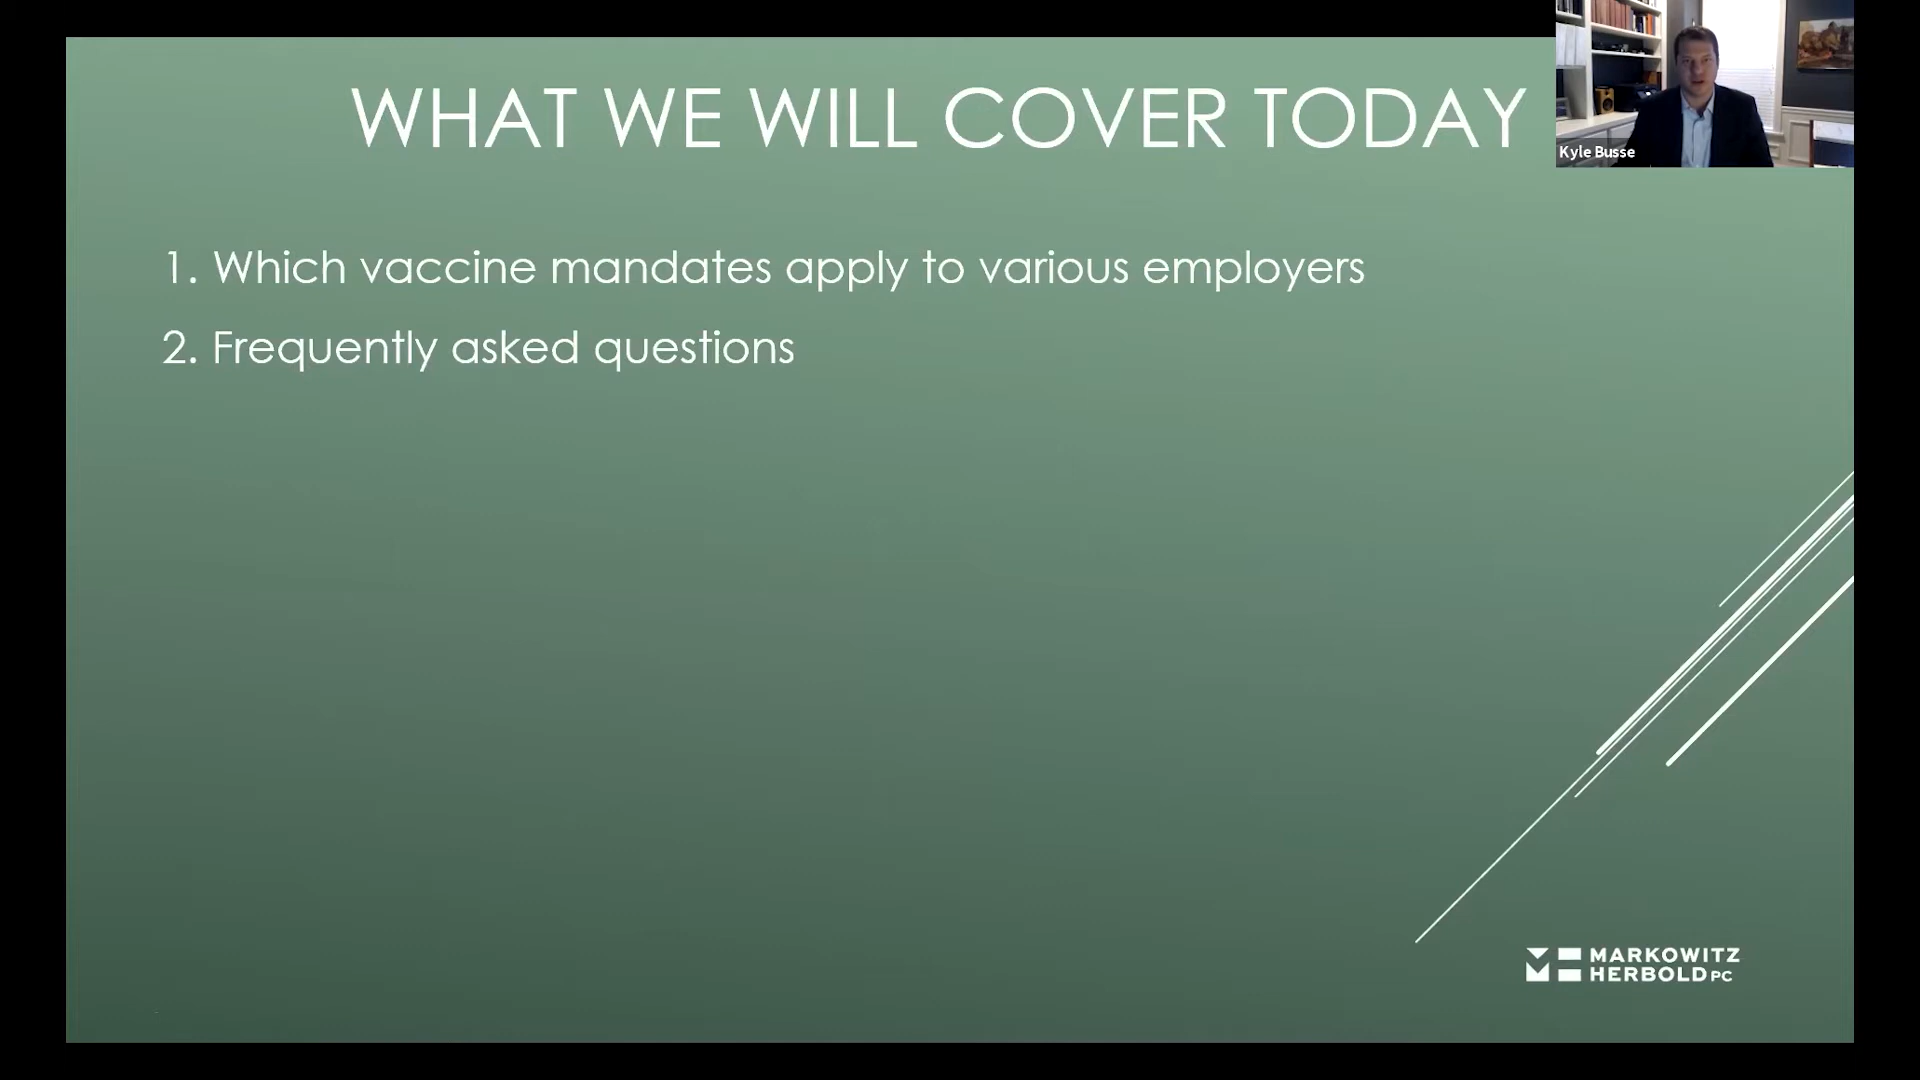 WHAT WE WILL COVER TODAY
Kyle Busse
1. Which vaccine mandates apply to various employers
2. Frequently asked questions
MARKOWITZ
HERBOLD PC